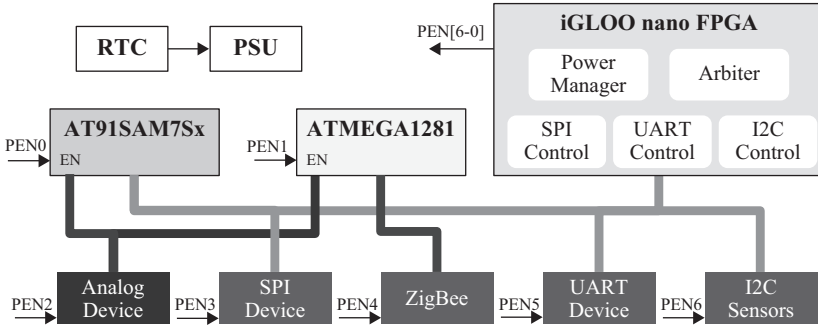 RTC
PSU
PEN[6-0]
iGLOO nano FPGA
Power
Manager
Arbiter
SPI
Control
UART
Control
I2C
Control
AT91SAM7Sx
PEN0
EN
ATMEGA1281
PEN1
EN
PEN2
Analog
Device
PEN3
SPI
Device
PEN4
ZigBee
PEN5
UART
Device
PEN6
I2C
Sensors